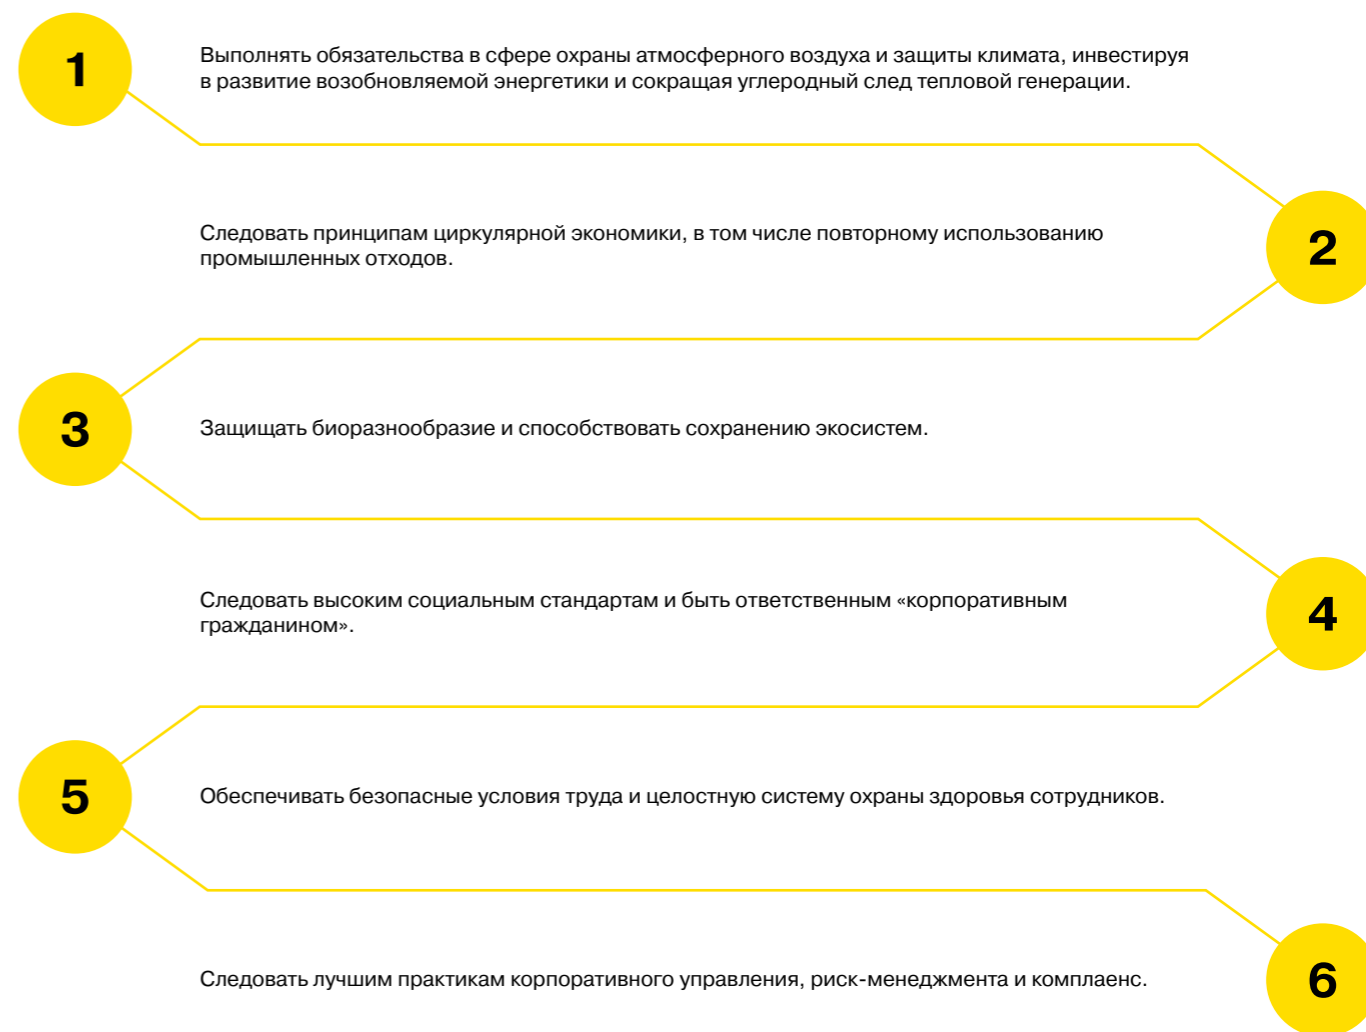 1
Выполнять обязательства в сфере охраны атмосферного воздуха и защиты климата, инвестируя
в развитие возобновляемой энергетики и сокращая углеродный след тепловой генерации.
2
Следовать принципам циркулярной экономики, в том числе повторному использованию
промышленных отходов.
3
Защищать биоразнообразие и способствовать сохранению экосистем.
4
Следовать высоким социальным стандартам и быть ответственным «корпоративным
гражданином».
5
Обеспечивать безопасные условия труда и целостную систему охраны здоровья сотрудников.
6
Следовать лучшим практикам корпоративного управления, риск-менеджмента и комплаенс.